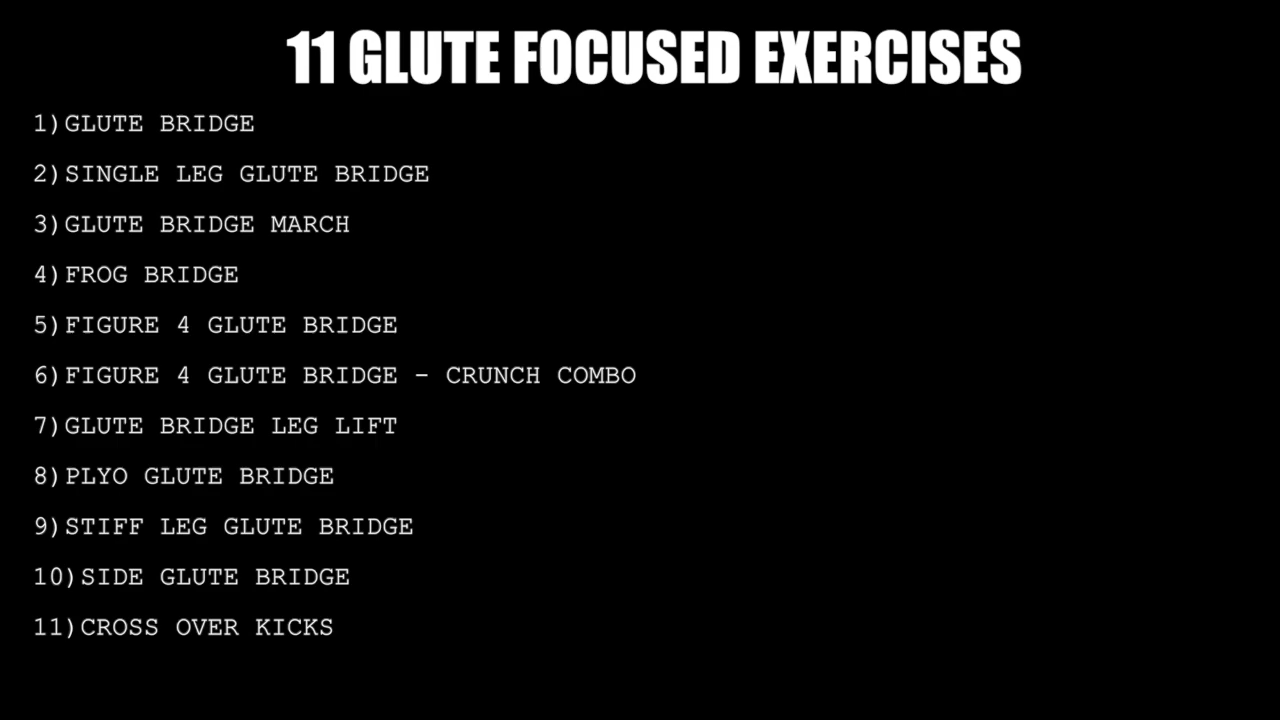 11 GLUTE FOCUSED EXERCISES
1)GLUTE BRIDGE
2)SINGLE LEG GLUTE BRIDGE
3)GLUTE BRIDGE MARCH
4)FROG BRIDGE
5)FIGURE 4 GLUTE BRIDGE
6)FIGURE 4 GLUTE BRIDGE - CRUNCH COMBO
7)GLUTE BRIDGE LEG LIFT
8)PLYO GLUTE BRIDGE
9)STIFF LEG GLUTE BRIDGE
10)SIDE GLUTE BRIDGE
11)CROSS OVER KICKS